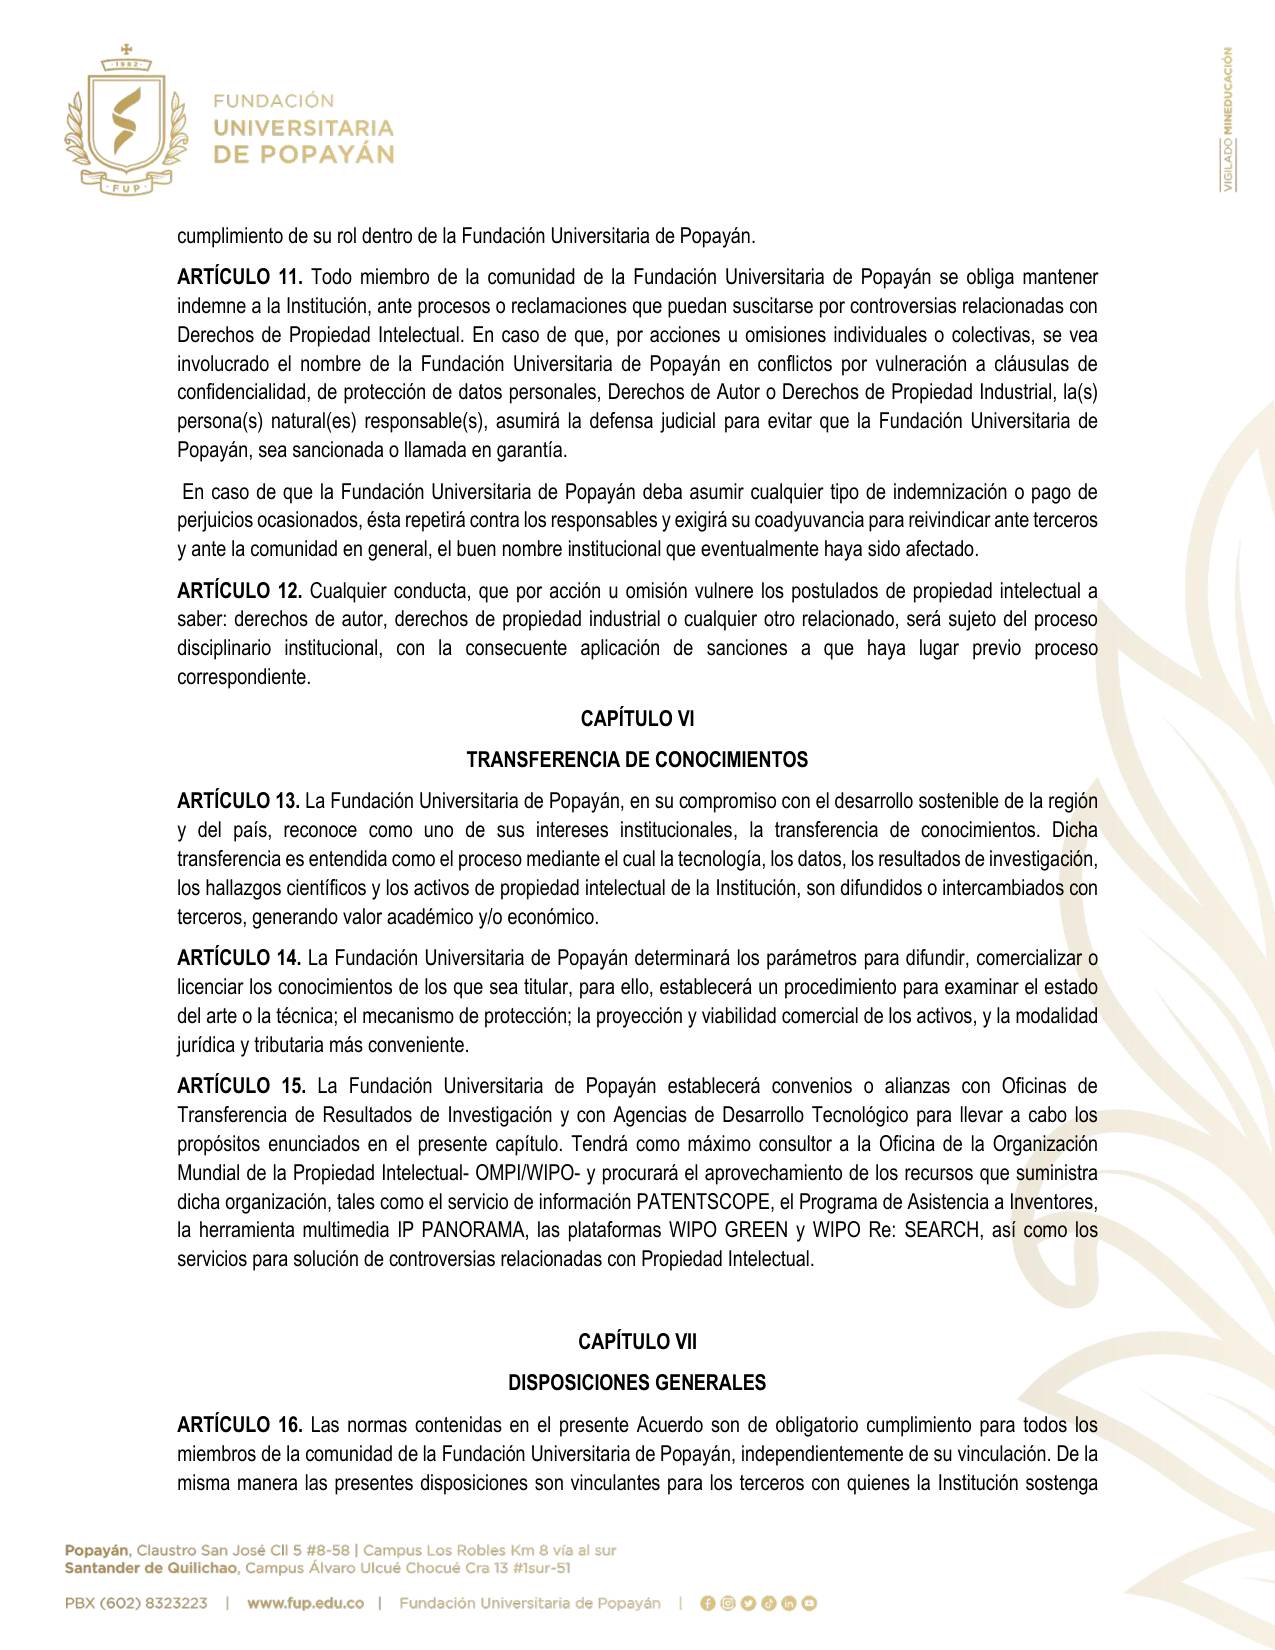 1982
FUP
FUNDACIÓN
UNIVERSITARIA
DE POPAYÁN
VIGILADO MINEDUCACIÓN
cumplimiento de su rol dentro de la Fundación Universitaria de Popayán.
ARTÍCULO 11. Todo miembro de la comunidad de la Fundación Universitaria de Popayán se obliga mantener
indemne a la Institución, ante procesos o reclamaciones que puedan suscitarse por controversias relacionadas con
Derechos de Propiedad Intelectual. En caso de que, por acciones u omisiones individuales o colectivas, se vea
involucrado el nombre de la Fundación Universitaria de Popayán en conflictos por vulneración a cláusulas de
confidencialidad, de protección de datos personales, Derechos de Autor o Derechos de Propiedad Industrial, la(s)
persona(s) natural(es) responsable(s), asumirá la defensa judicial para evitar que la Fundación Universitaria de
Popayán, sea sancionada o llamada en garantía.
En caso de que la Fundación Universitaria de Popayán deba asumir cualquier tipo de indemnización o pago de
perjuicios ocasionados, ésta repetirá contra los responsables y exigirá su coadyuvancia para reivindicar ante terceros
y ante la comunidad en general, el buen nombre institucional que eventualmente haya sido afectado.
ARTÍCULO 12. Cualquier conducta, que por acción u omisión vulnere los postulados de propiedad intelectual a
saber: derechos de autor, derechos de propiedad industrial o cualquier otro relacionado, será sujeto del proceso
disciplinario institucional, con la consecuente aplicación de sanciones a que haya lugar previo proceso
correspondiente.
CAPÍTULO VI
TRANSFERENCIA DE CONOCIMIENTOS
ARTÍCULO 13. La Fundación Universitaria de Popayán, en su compromiso con el desarrollo sostenible de la región
y del país, reconoce como uno de sus intereses institucionales, la transferencia de conocimientos. Dicha
transferencia es entendida como el proceso mediante el cual la tecnología, los datos, los resultados de investigación,
los hallazgos científicos y los activos de propiedad intelectual de la Institución, son difundidos o intercambiados con
terceros, generando valor académico y/o económico.
ARTÍCULO 14. La Fundación Universitaria de Popayán determinará los parámetros para difundir, comercializar o
licenciar los conocimientos de los que sea titular, para ello, establecerá un procedimiento para examinar el estado
del arte o la técnica; el mecanismo de protección; la proyección y viabilidad comercial de los activos, y la modalidad
jurídica y tributaria más conveniente.
ARTÍCULO 15. La Fundación Universitaria de Popayán establecerá convenios o alianzas con Oficinas de
Transferencia de Resultados de Investigación y con Agencias de Desarrollo Tecnológico para llevar a cabo los
propósitos enunciados en el presente capítulo. Tendrá como máximo consultor a la Oficina de la Organización
Mundial de la Propiedad Intelectual- OMPI/WIPO- y procurará el aprovechamiento de los recursos que suministra
dicha organización, tales como el servicio de información PATENTSCOPE, el Programa de Asistencia a Inventores,
la herramienta multimedia IP PANORAMA, las plataformas WIPO GREEN y WIPO Re: SEARCH, así como los
servicios para solución de controversias relacionadas con Propiedad Intelectual.
CAPÍTULO VII
DISPOSICIONES GENERALES
ARTÍCULO 16. Las normas contenidas en el presente Acuerdo son de obligatorio cumplimiento para todos los
miembros de la comunidad de la Fundación Universitaria de Popayán, independientemente de su vinculación. De la
misma manera las presentes disposiciones son vinculantes para los terceros con quienes la Institución sostenga
Popayán, Claustro San José Cll 5 #8-58 | Campus Los Robles Km 8 vía al sur
Santander de Quilichao, Campus Álvaro Ulcué Chocué Cra 13 #1sur-51
PBX (602) 8323223 | www.fup.edu.co | Fundación Universitaria de Popayán |